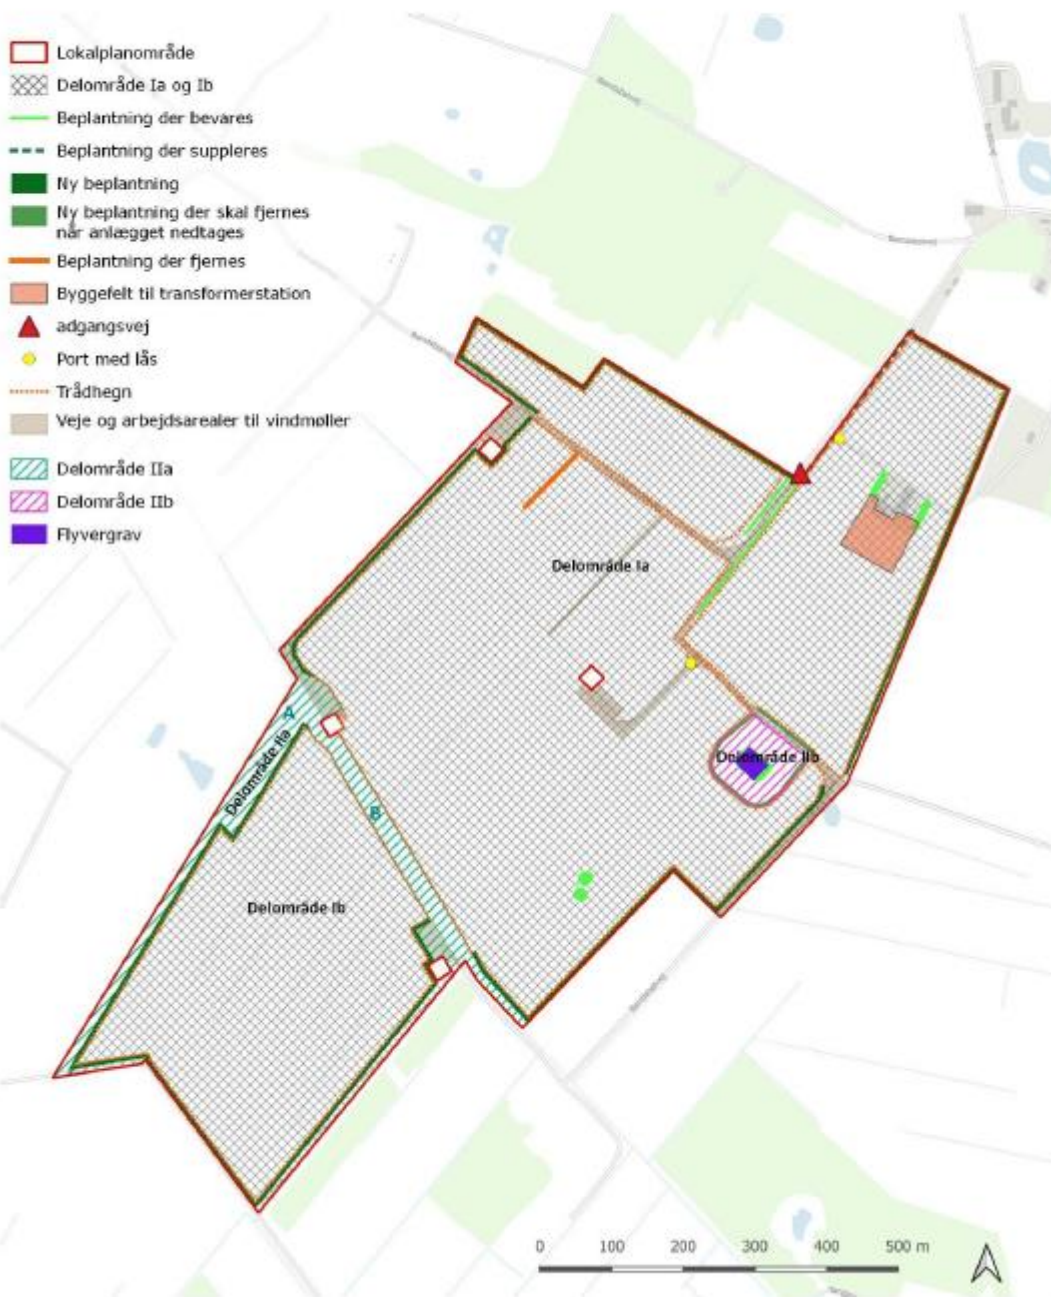 Lokalplanområde
Delområde Ia og Ib
Beplantning der bevares
Beplantning der suppleres
Ny beplantning
Ny beplantning der skal fjernes
når anlægget nedtages
Beplantning der fjernes
Byggefelt til transformerstation
adgangsvej
Port med lås
Trådhegn
Veje og arbejdsarealer til vindmøller
Delområde IIa
Delområde IIb
Flyvergrav
Delområde Ia
A
Delområde IIa
Delområde IIb
B
Delområde Ib
0 100 200 300 400 500 m